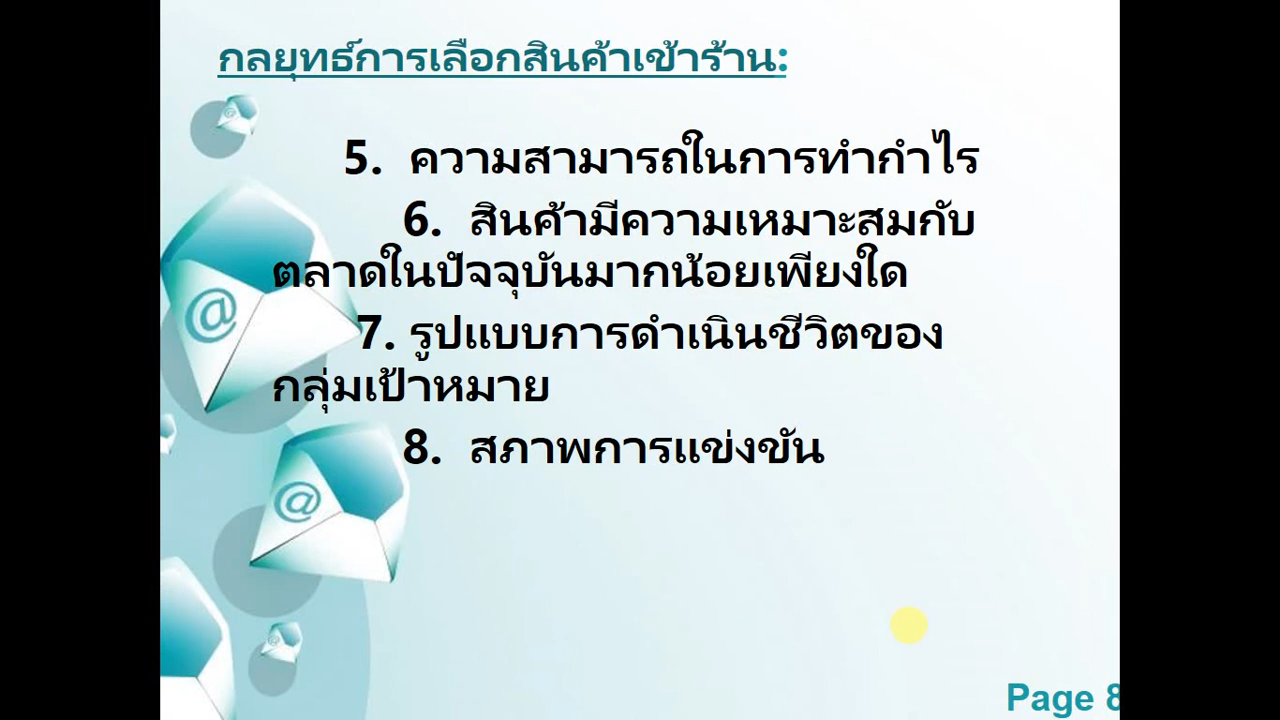 กลยุทธ์การเลือกสินค้าเข้าร้าน:
5. ความสามารถในการทำกำไร
6. สินค้ามีความเหมาะสมกับ
ตลาดในปัจจุบันมากน้อยเพียงใด
7. รูปแบบการดำเนินชีวิตของ
กลุ่มเป้าหมาย
8. สภาพการแข่งขัน
@
@
@
@
Page 8